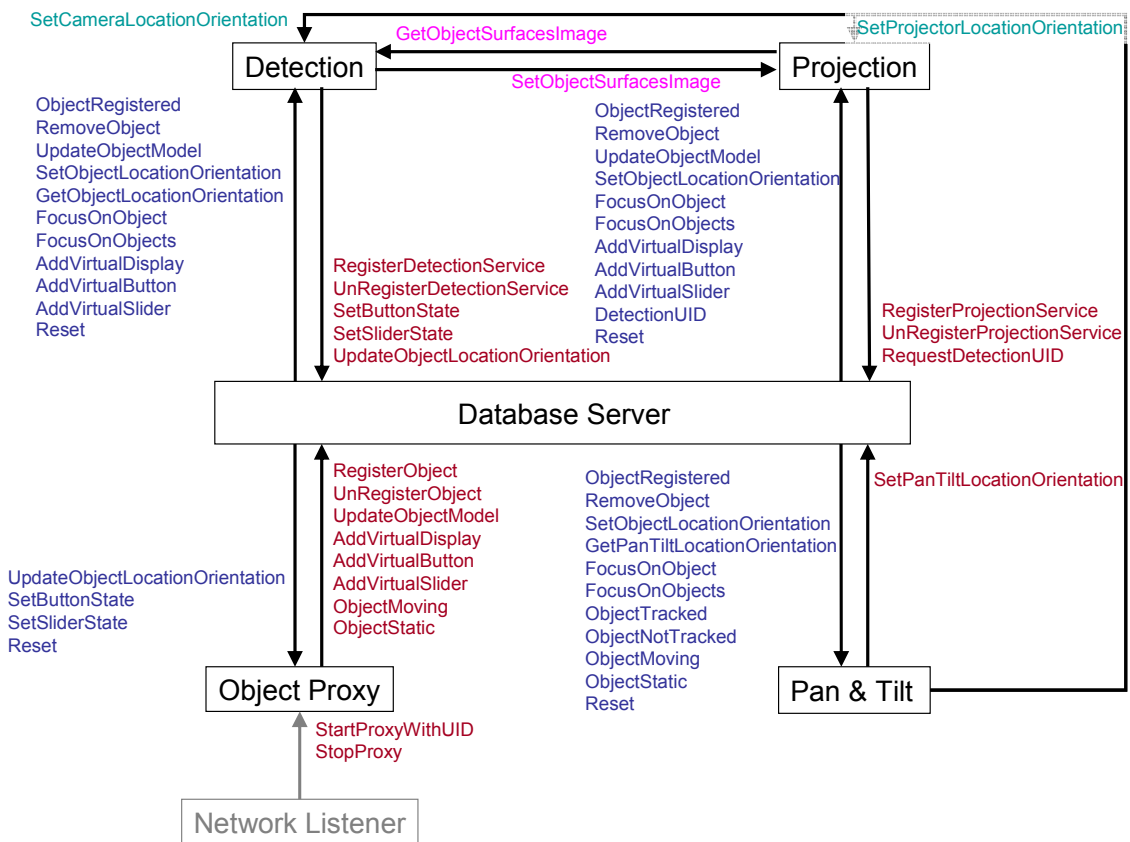 SetCameraLocationOrientation
SetProjectorLocationOrientation
GetObjectSurfacesImage
Detection
Projection
SetObjectSurfacesImage
ObjectRegistered
RemoveObject
UpdateObjectModel
SetObjectLocationOrientation
GetObjectLocationOrientation
FocusOnObject
FocusOnObjects
AddVirtualDisplay
AddVirtualButton
AddVirtualSlider
Reset
RegisterDetectionService
UnRegisterDetectionService
SetButtonState
SetSliderState
UpdateObjectLocationOrientation
ObjectRegistered
RemoveObject
UpdateObjectModel
SetObjectLocationOrientation
FocusOnObject
FocusOnObjects
AddVirtualDisplay
AddVirtualButton
AddVirtualSlider
DetectionUID
Reset
RegisterProjectionService
UnRegisterProjectionService
RequestDetectionUID
Database Server
UpdateObjectLocationOrientation
SetButtonState
SetSliderState
Reset
RegisterObject
UnRegisterObject
UpdateObjectModel
AddVirtualDisplay
AddVirtualButton
AddVirtualSlider
ObjectMoving
ObjectStatic
ObjectRegistered
RemoveObject
SetObjectLocationOrientation
GetPanTiltLocationOrientation
FocusOnObject
FocusOnObjects
ObjectTracked
ObjectNotTracked
ObjectMoving
ObjectStatic
Reset
SetPanTiltLocationOrientation
Object Proxy
Pan & Tilt
StartProxyWithUID
StopProxy
Network Listener